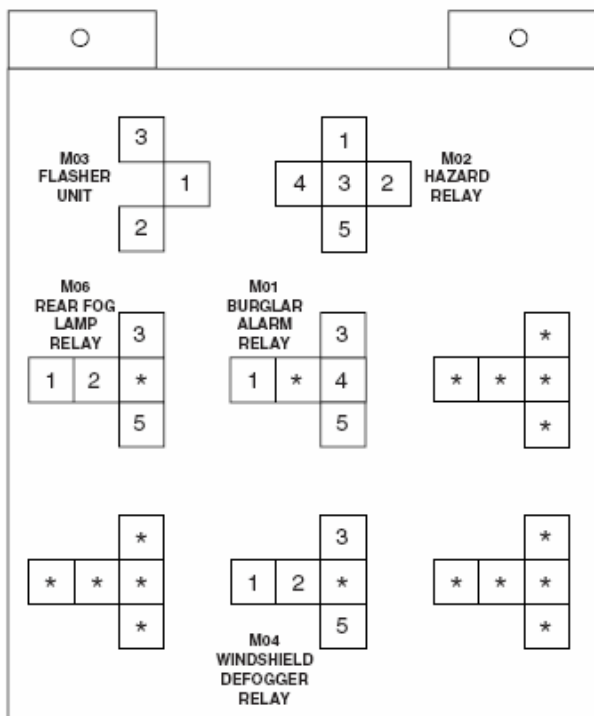 3
M03
FLASHER
UNIT
1
2
1
4 3 2
5
M02
HAZARD
RELAY
M06
REAR FOG
LAMP
RELAY
3
1 2 *
5
M01
BURGLAR
ALARM
RELAY
3
1 * 4
5
*
* * *
*
*
* * *
*
3
1 2 *
5
M04
WINDSHIELD
DEFOGGER
RELAY
*
* * *
*